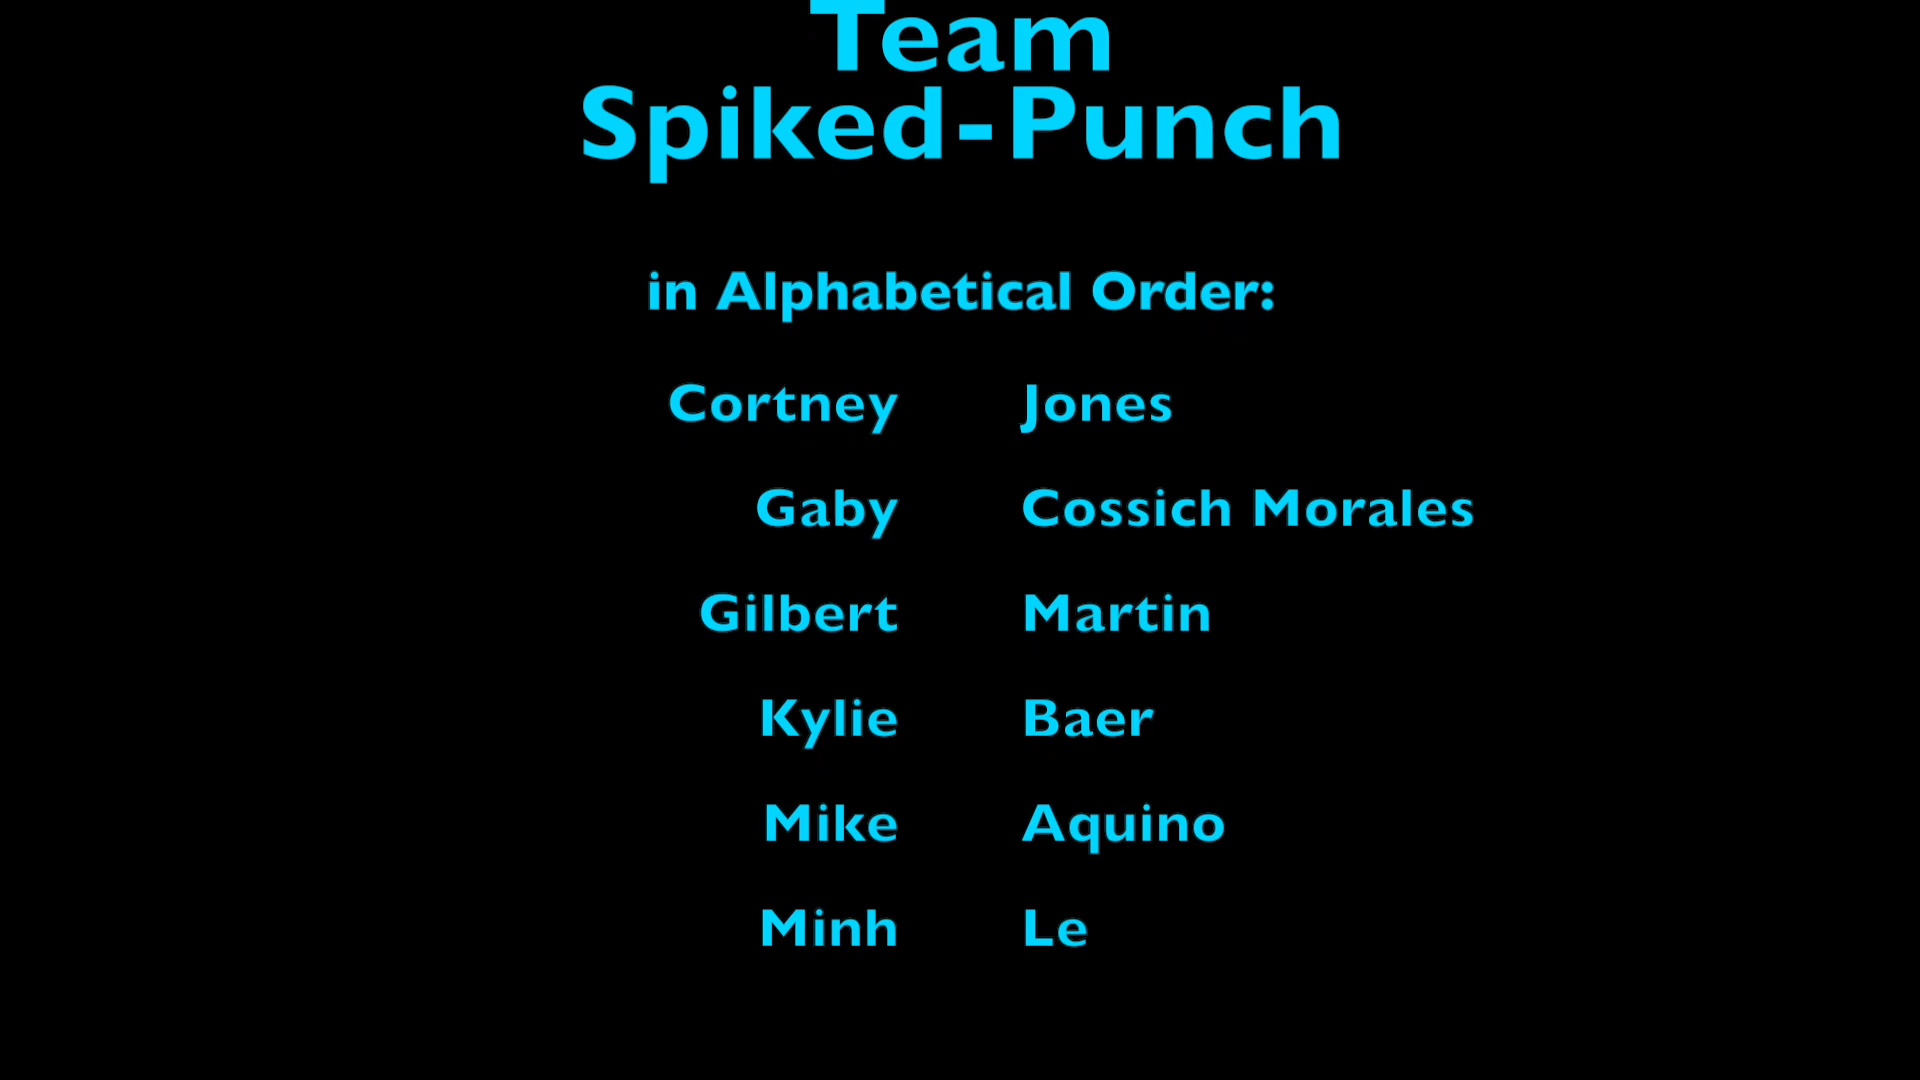 Team
Spiked-Punch
in Alphabetical Order:
Cortney Jones
Gaby Cossich Morales
Gilbert Martin
Kylie Baer
Mike Aquino
Minh Le